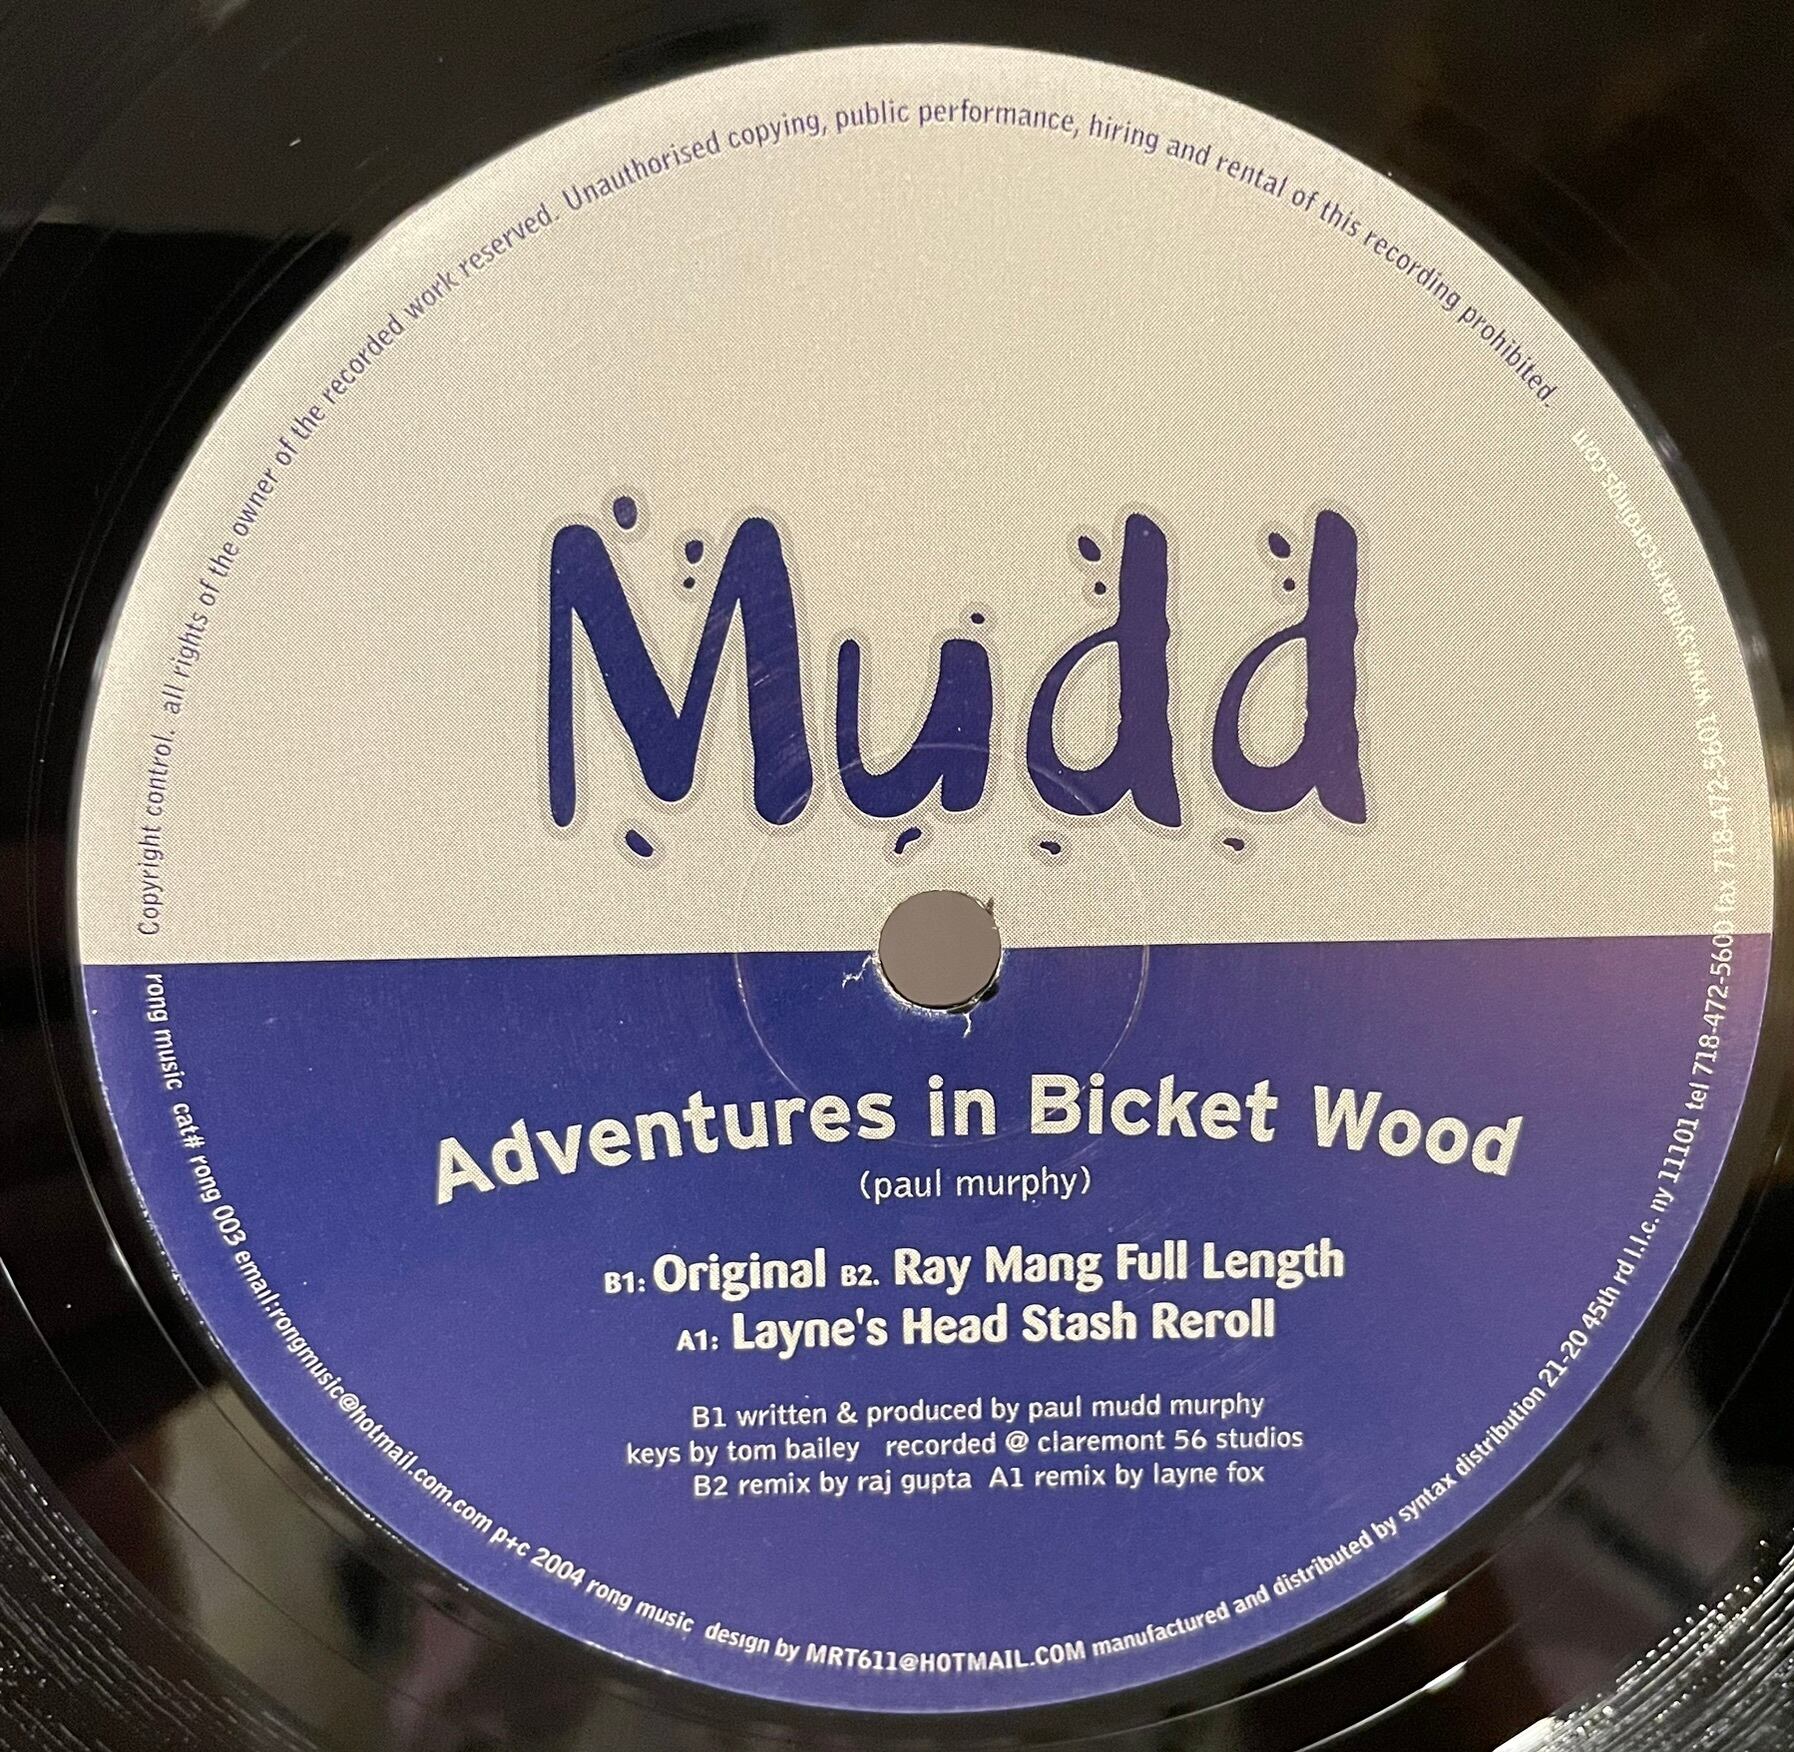 Copyright control. all rights of the owner of the recorded work reserved. Unauthorised copying, public performance, hiring and rental of this recording prohibited.
Mudd
Adventures in Bicket Wood
(paul murphy)
B1: Original B2. Ray Mang Full Length
A1: Layne's Head Stash Reroll
B1 written & produced by paul mudd murphy
keys by tom bailey recorded @ claremont 56 studios
B2 remix by raj gupta A1 remix by layne fox
rong music cat# rong 003 emal:rongmusic@hotmail.com.com p+c 2004 rong music design by MRT611@HOTMAIL.COM manufactured and distributed by syntax distribution 21-20 45th rd l.i.c. ny 11101 tel 718-472-5600 fax 718-472-5601 www.syntaxrecordings.com